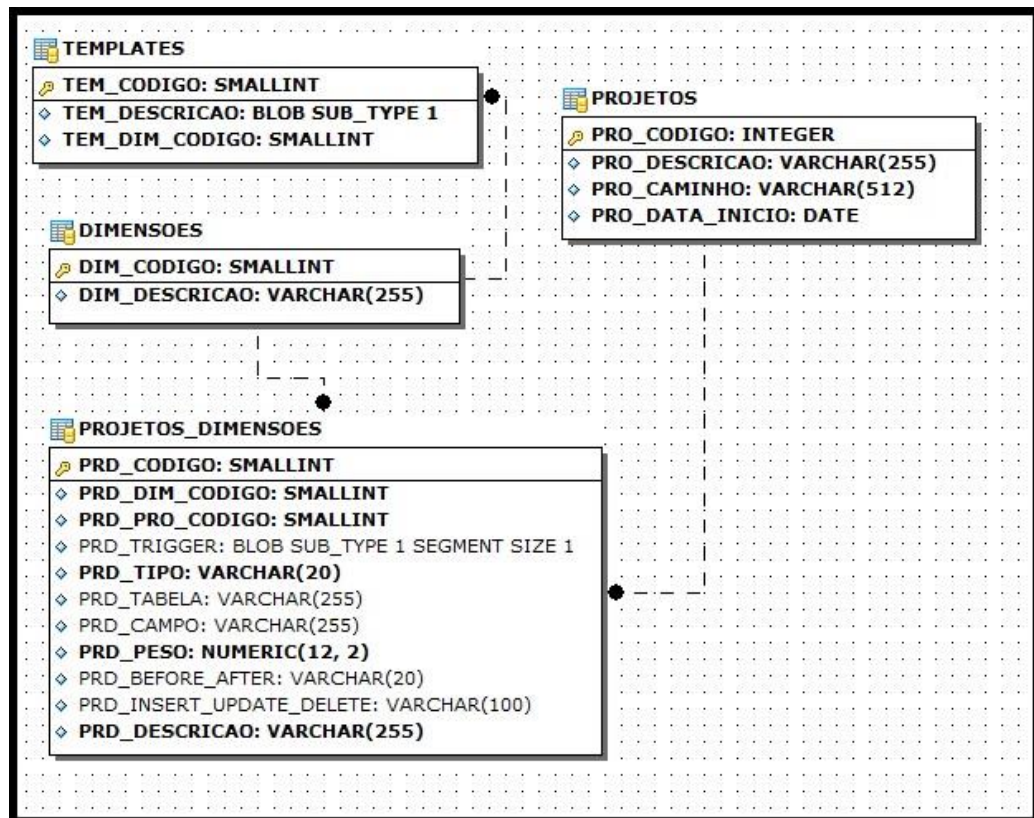 TEMPLATES
TEM_CODIGO: SMALLINT
TEM_DESCRICAO: BLOB SUB_TYPE 1
TEM_DIM_CODIGO: SMALLINT
PROJETOS
PRO_CODIGO: INTEGER
PRO_DESCRICAO: VARCHAR(255)
PRO_CAMINHO: VARCHAR(512)
PRO_DATA_INICIO: DATE
DIMENSOES
DIM_CODIGO: SMALLINT
DIM_DESCRICAO: VARCHAR(255)
PROJETOS_DIMENSOES
PRD_CODIGO: SMALLINT
PRD_DIM_CODIGO: SMALLINT
PRD_PRO_CODIGO: SMALLINT
PRD_TRIGGER: BLOB SUB_TYPE 1 SEGMENT SIZE 1
PRD_TIPO: VARCHAR(20)
PRD_TABELA: VARCHAR(255)
PRD_CAMPO: VARCHAR(255)
PRD_PESO: NUMERIC(12, 2)
PRD_BEFORE_AFTER: VARCHAR(20)
PRD_INSERT_UPDATE_DELETE: VARCHAR(100)
PRD_DESCRICAO: VARCHAR(255)